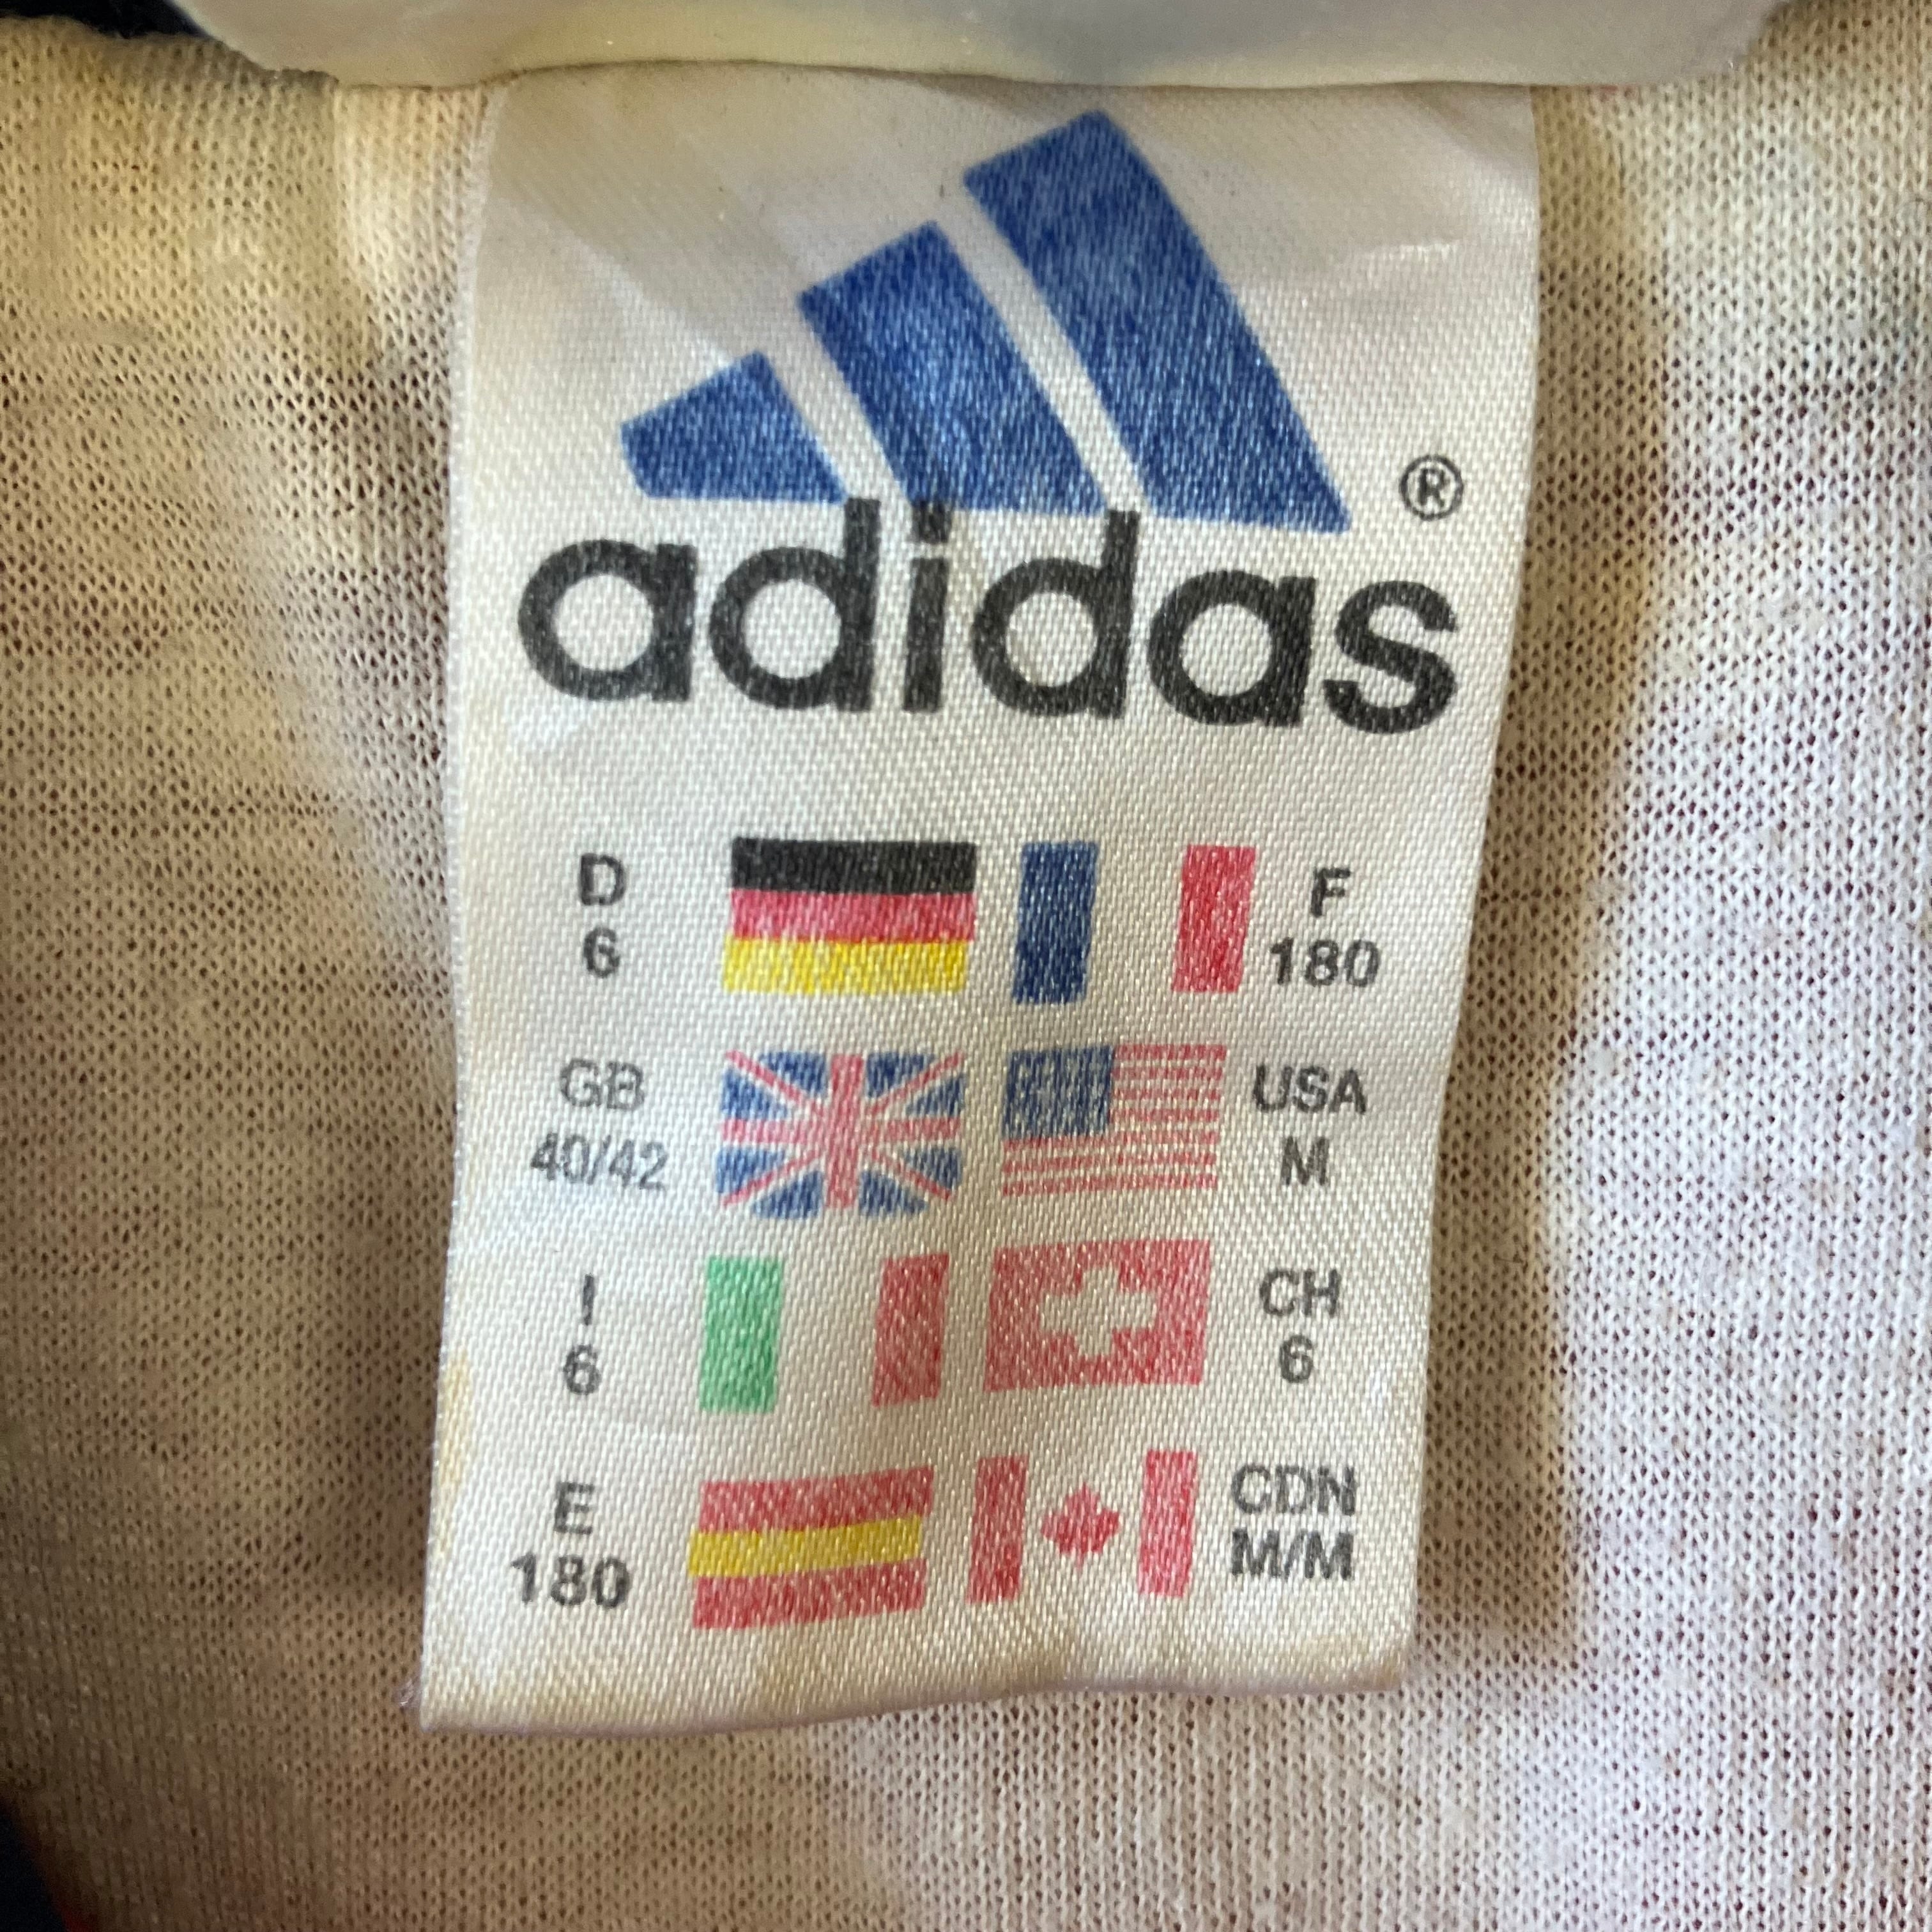 ®
adidas
D F
6 180
GB USA
40/42 M
I CH
6 6
E CDN
180 M/M